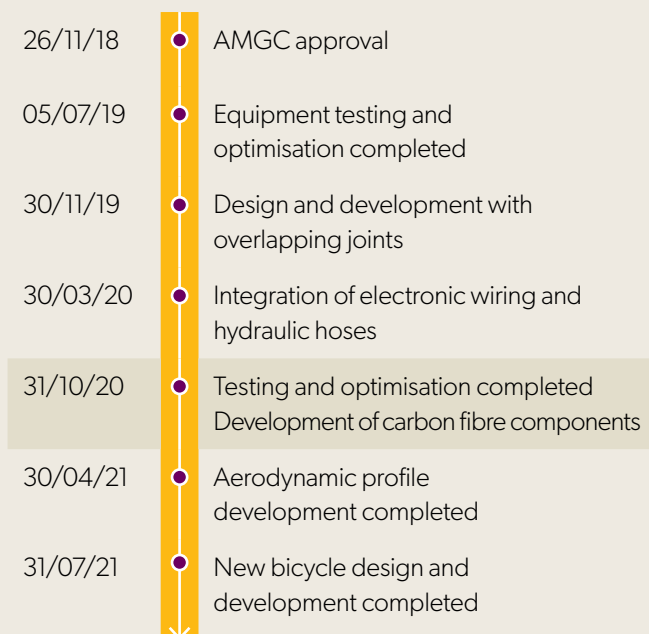 26/11/18 AMGC approval
05/07/19 Equipment testing and
optimisation completed
30/11/19 Design and development with
overlapping joints
30/03/20 Integration of electronic wiring and
hydraulic hoses
31/10/20 Testing and optimisation completed
Development of carbon fibre components
30/04/21 Aerodynamic profile
development completed
31/07/21 New bicycle design and
development completed